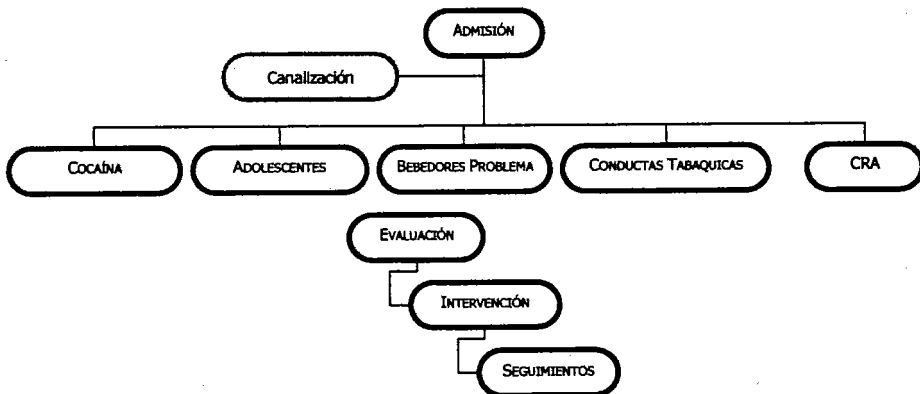 ADMISIÓN
Canalización
COCAÍNA
ADOLESCENTES
BEBEDORES PROBLEMA
CONDUCTAS TABAQUICAS
CRA
EVALUACIÓN
INTERVENCIÓN
SEGUIMIENTOS